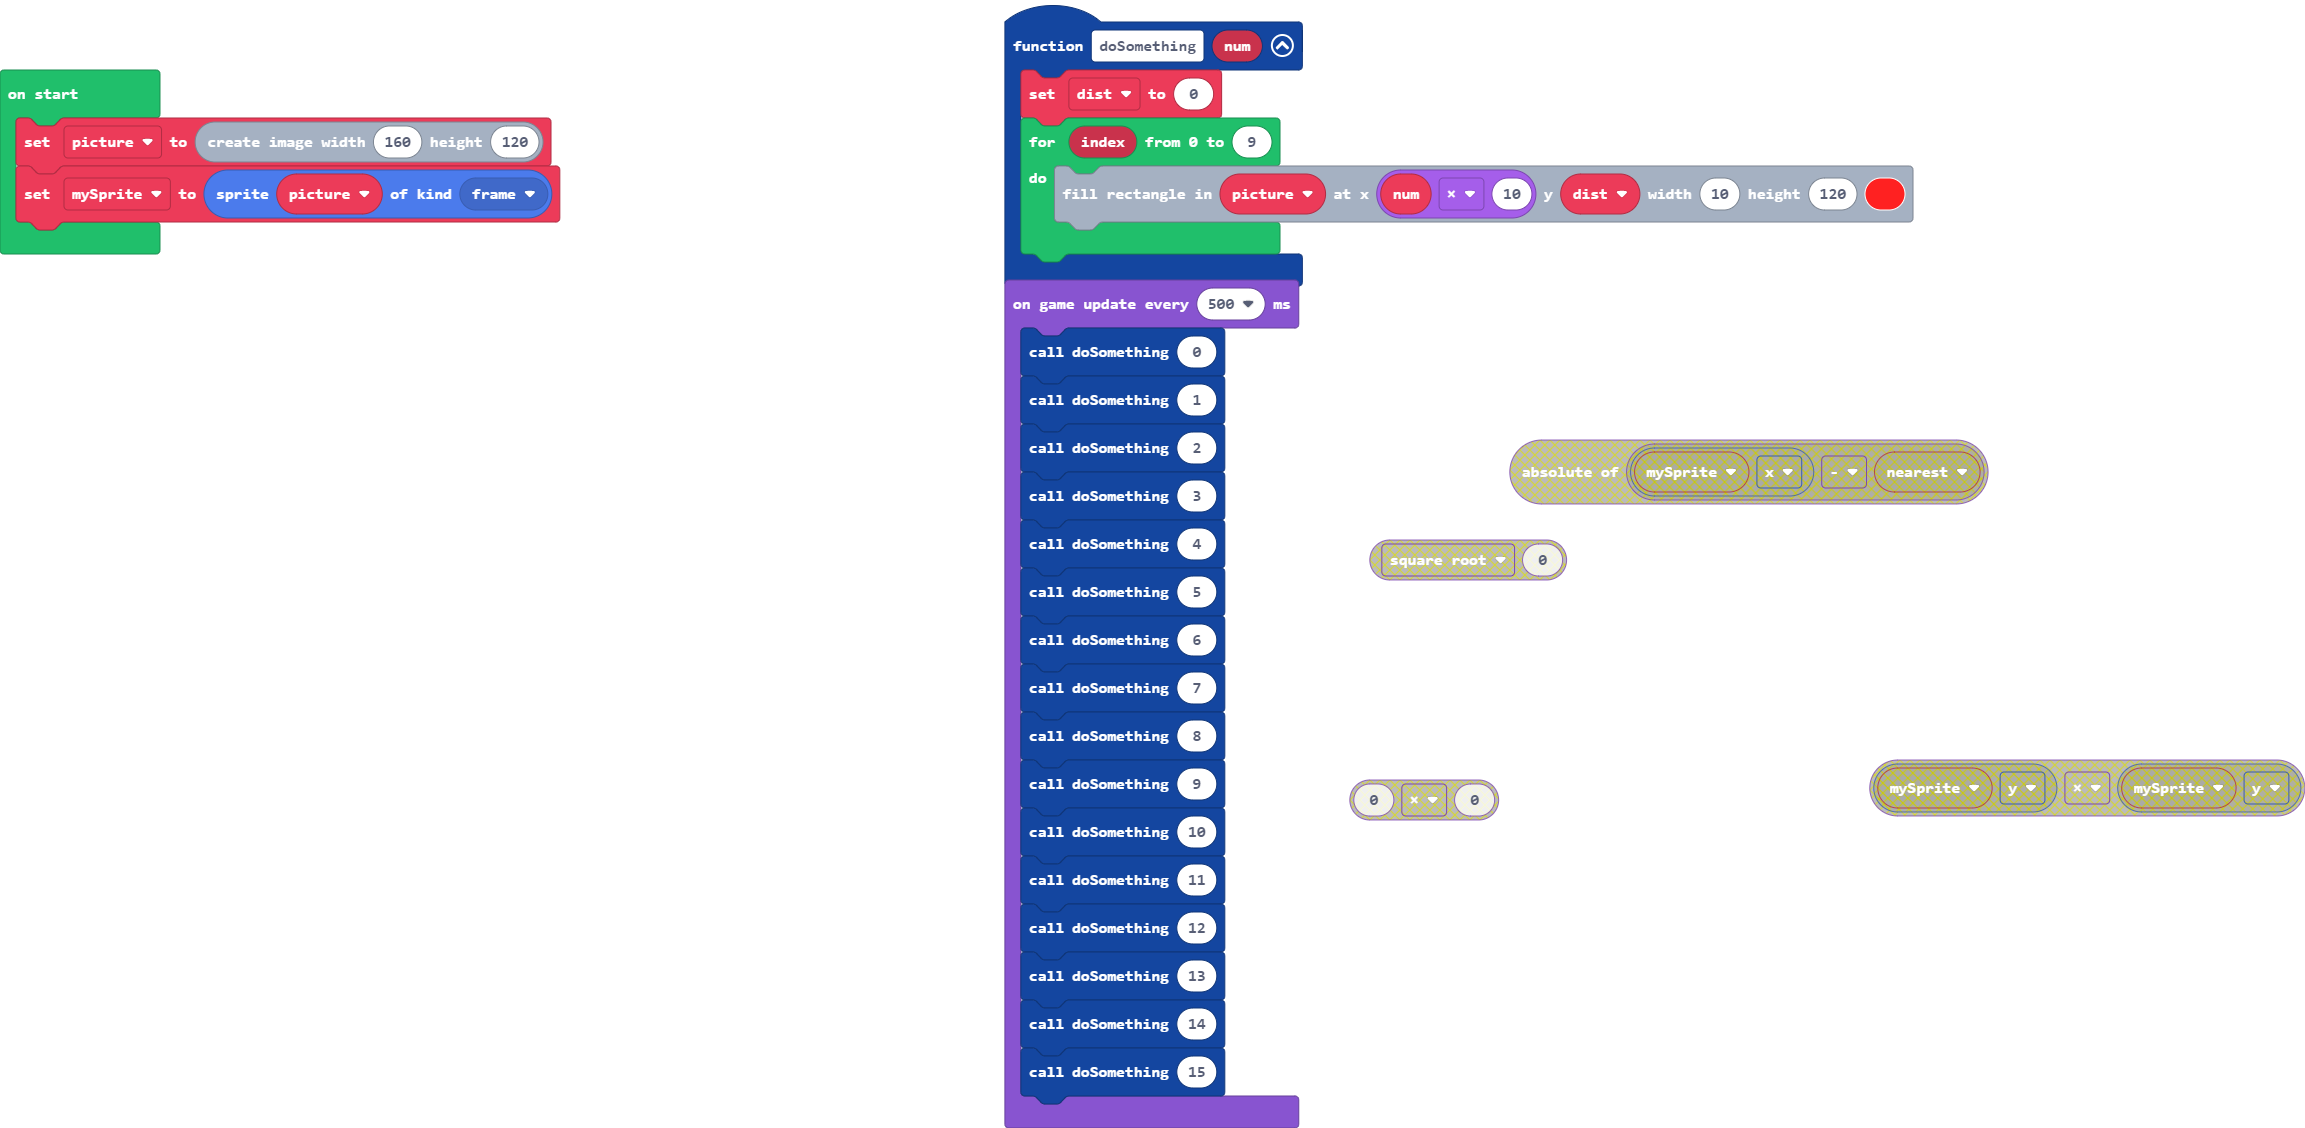 on start
set picture to create image width 160 height 120
set mySprite to sprite picture of kind frame
function doSomething num
set dist to 0
for index from 0 to 9
do
fill rectangle in picture at x num × 10 y dist width 10 height 120
on game update every 500 ms
call doSomething 0
call doSomething 1
call doSomething 2
call doSomething 3
call doSomething 4
call doSomething 5
call doSomething 6
call doSomething 7
call doSomething 8
call doSomething 9
call doSomething 10
call doSomething 11
call doSomething 12
call doSomething 13
call doSomething 14
call doSomething 15
absolute of mySprite x - nearest
square root 0
0 × 0
mySprite y × mySprite y